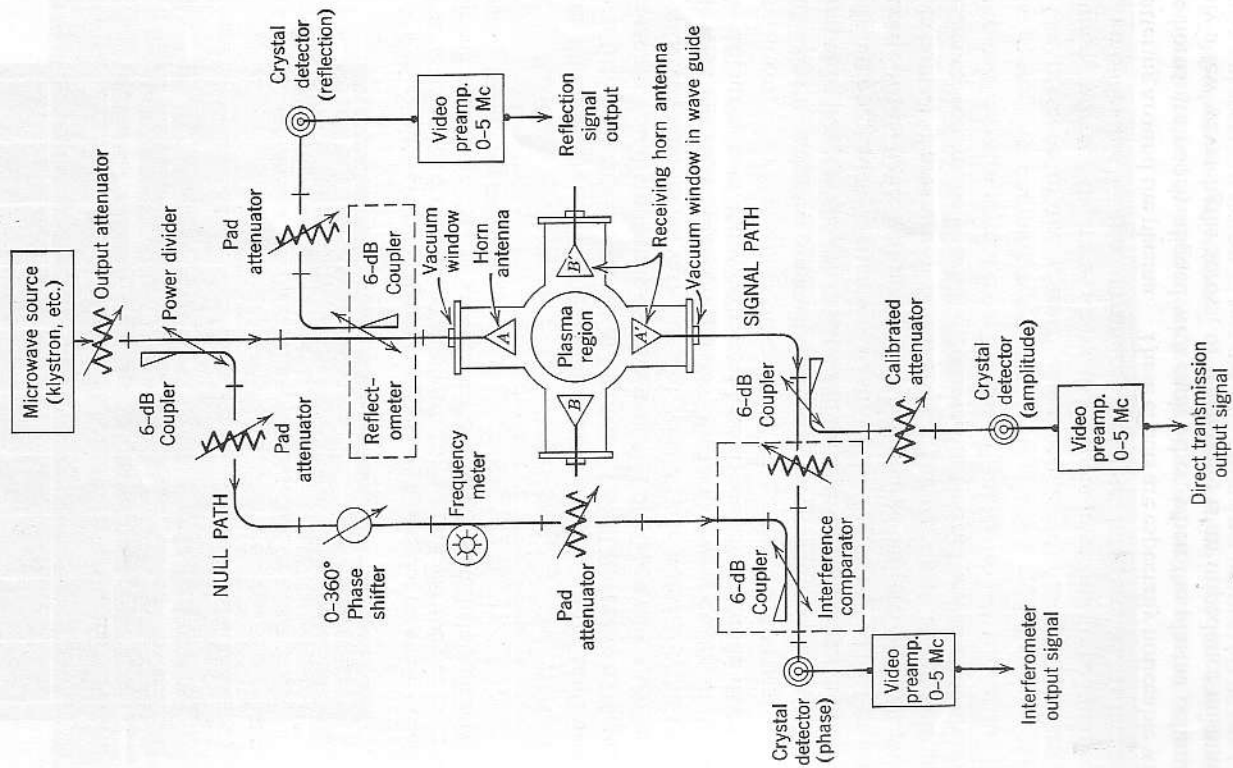 Microwave source
(klystron, etc.)
Output attenuator
Power divider
6-dB
Coupler
Pad
attenuator
NULL PATH
0-360°
Phase
shifter
Frequency
meter
Pad
attenuator
Reflect-
ometer
6-dB
Coupler
Pad
attenuator
Crystal
detector
(reflection)
Video
preamp.
0-5 Mc
Reflection
signal
output
Vacuum
window
Horn
antenna
A
B
Plasma
region
B'
A'
Receiving horn antenna
Vacuum window in wave guide
SIGNAL PATH
6-dB
Coupler
Calibrated
attenuator
Crystal
detector
(amplitude)
Video
preamp.
0-5 Mc
Direct transmission
output signal
6-dB
Coupler
Interference
comparator
Crystal
detector
(phase)
Video
preamp.
0-5 Mc
Interferometer
output signal